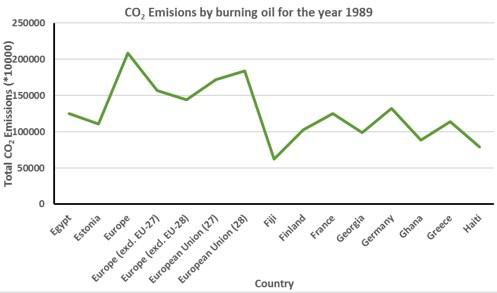 CO₂ Emisions by burning oil for the year 1989
Total CO₂ Emissions (*10000)
250000
200000
150000
100000
50000
0
Egypt
Estonia
Europe
Europe (excl. EU-27)
Europe (excl. EU-28)
European Union (27)
European Union (28)
Fiji
Finland
France
Georgia
Germany
Ghana
Greece
Haiti
Country